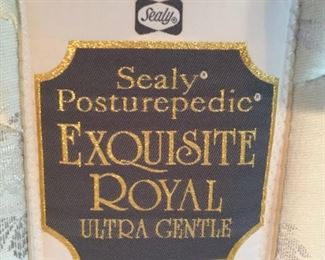 Sealy®
Sealy®
Posturepedic®
EXQUISITE
ROYAL
ULTRA GENTLE